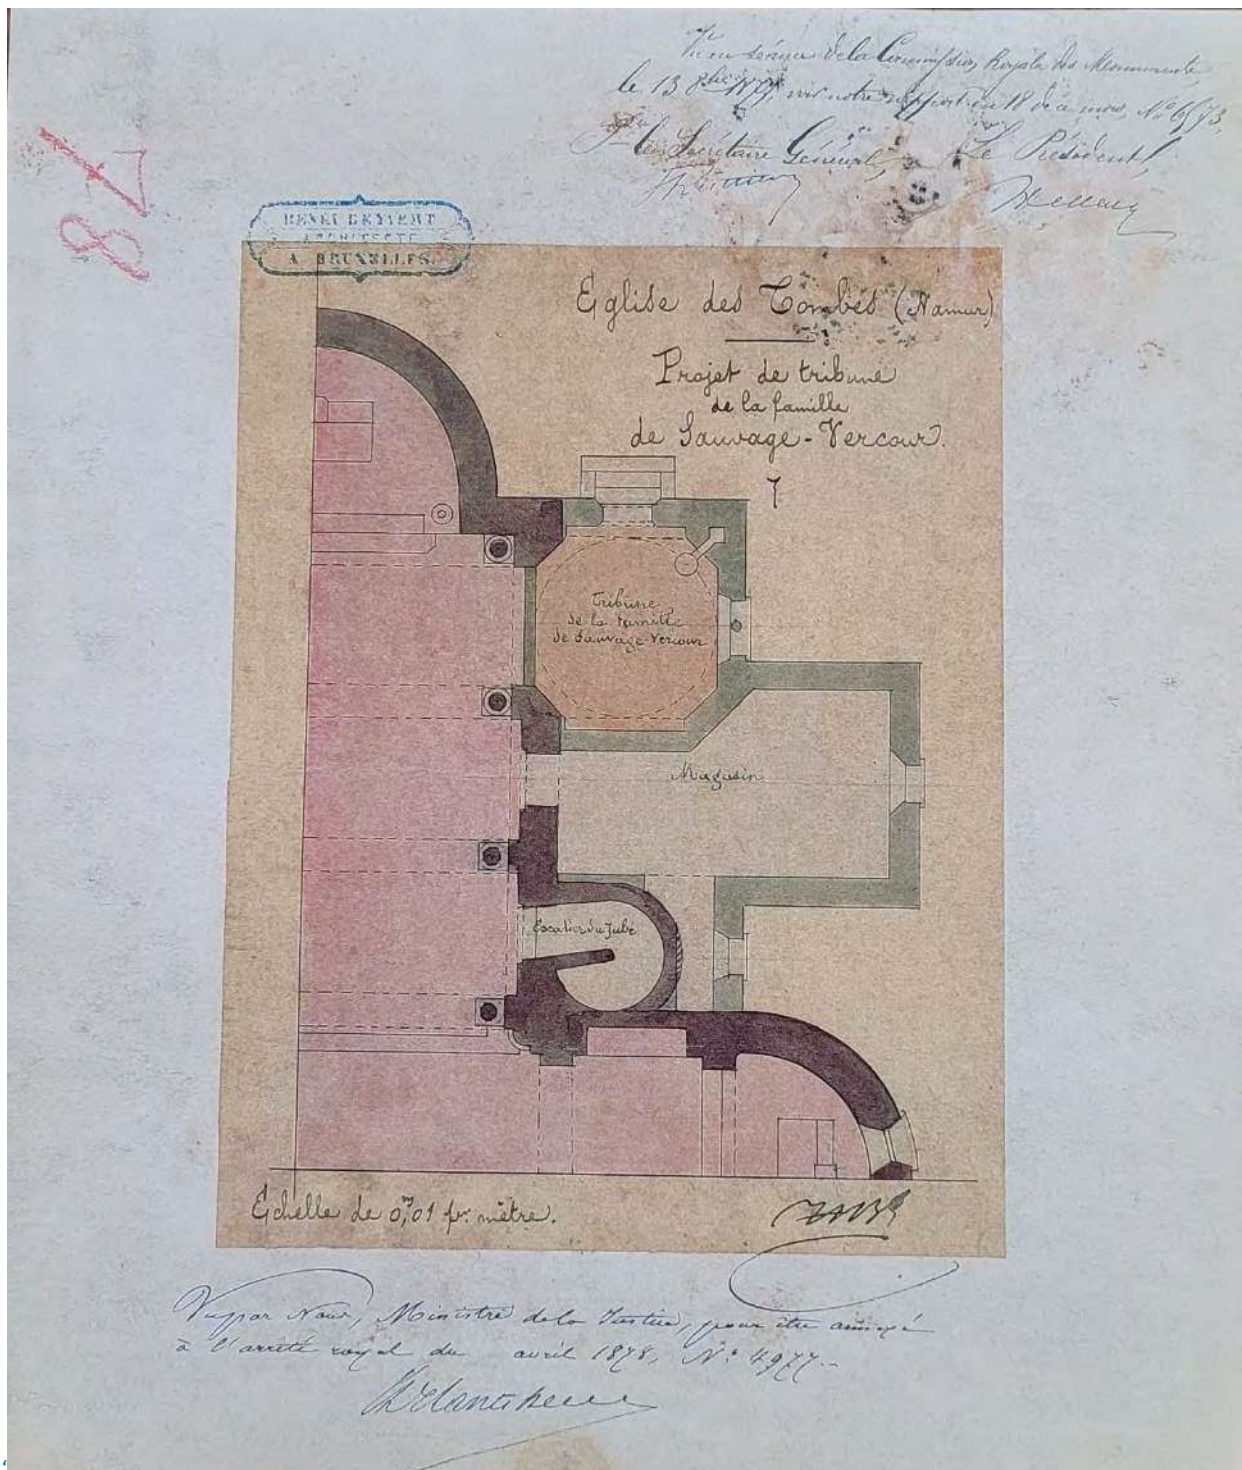 Vu en séance de la Commission Royale des Monuments
le 13 8bre 1877, voir notre rapport du 18 de ce mois, No 6573.
le Secrétaire Général, Le Président,
87
HENRI BEYAERT
ARCHITECTE
A BRUXELLES.
Eglise des Tombes (Namur)
Projet de tribune
de la famille
de Sauvage-Vercour.
Tribune
de la famille
de Sauvage-Vercour
Magasin
Escalier du Jubé
Echelle de 0,m01 pr mètre.
Vu par Nous, Ministre de la Justice, pour être annexé
à l'arrêté royal du avril 1878, No 4977.